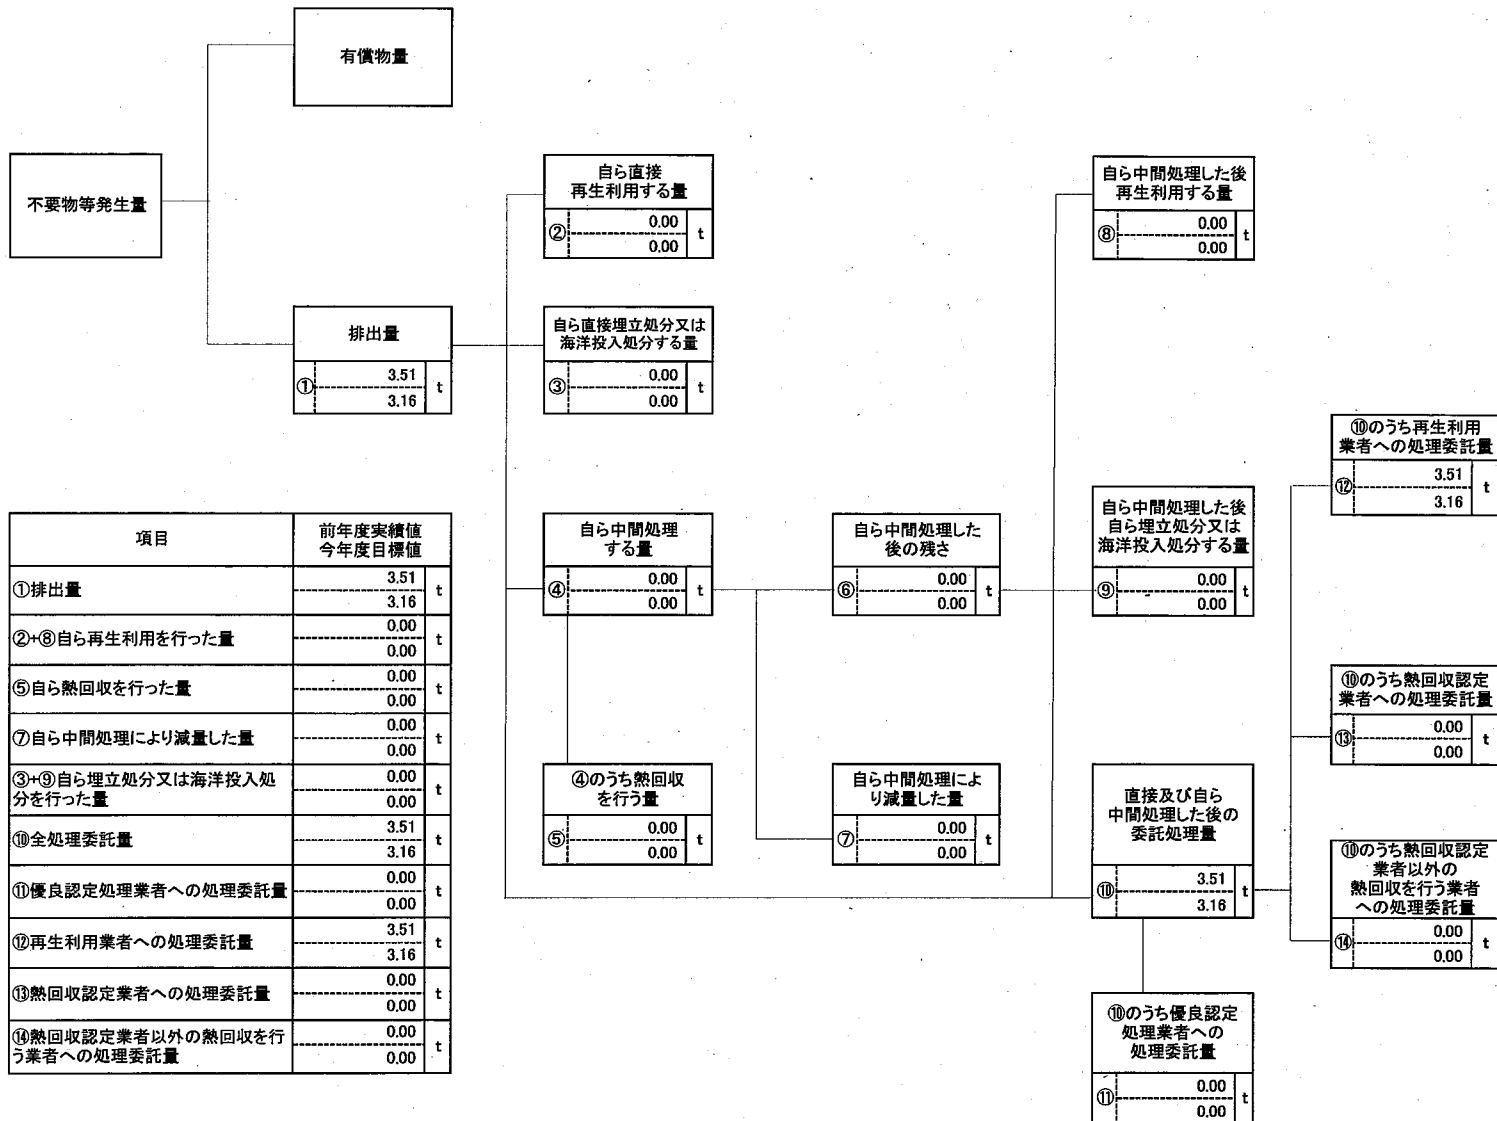 有償物量
不要物等発生量
排出量
①
3.51
3.16
t
自ら直接
再生利用する量
②
0.00
0.00
t
自ら直接埋立処分又は
海洋投入処分する量
③
0.00
0.00
t
自ら中間処理
する量
④
0.00
0.00
t
④のうち熱回収
を行う量
⑤
0.00
0.00
t
自ら中間処理した
後の残さ
⑥
0.00
0.00
t
自ら中間処理によ
り減量した量
⑦
0.00
0.00
t
自ら中間処理した後
再生利用する量
⑧
0.00
0.00
t
自ら中間処理した後
自ら埋立処分又は
海洋投入処分する量
⑨
0.00
0.00
t
直接及び自ら
中間処理した後の
委託処理量
⑩
3.51
3.16
t
⑩のうち優良認定
処理業者への
処理委託量
⑪
0.00
0.00
t
⑩のうち再生利用
業者への処理委託量
⑫
3.51
3.16
t
⑩のうち熱回収認定
業者への処理委託量
⑬
0.00
0.00
t
⑩のうち熱回収認定
業者以外の
熱回収を行う業者
への処理委託量
⑭
0.00
0.00
t
項目
前年度実績値
今年度目標値
①排出量
3.51
3.16
t
②+⑧自ら再生利用を行った量
0.00
0.00
t
⑤自ら熱回収を行った量
0.00
0.00
t
⑦自ら中間処理により減量した量
0.00
0.00
t
③+⑨自ら埋立処分又は海洋投入処
分を行った量
0.00
0.00
t
⑩全処理委託量
3.51
3.16
t
⑪優良認定処理業者への処理委託量
0.00
0.00
t
⑫再生利用業者への処理委託量
3.51
3.16
t
⑬熱回収認定業者への処理委託量
0.00
0.00
t
⑭熱回収認定業者以外の熱回収を行
う業者への処理委託量
0.00
0.00
t